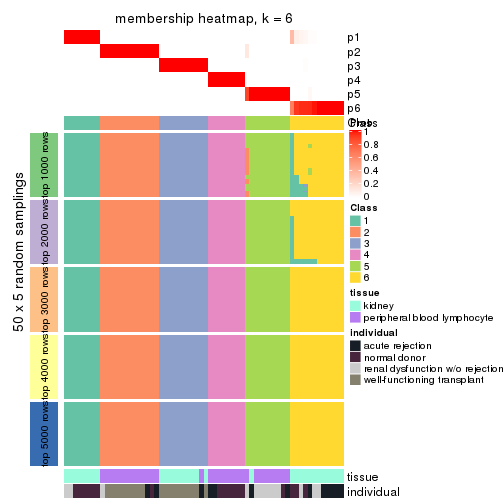 membership heatmap, k = 6
p1
p2
p3
p4
p5
p6
Class
Prob
1
0.8
0.6
0.4
0.2
0
Class
1
2
3
4
5
6
tissue
kidney
peripheral blood lymphocyte
individual
acute rejection
normal donor
renal dysfunction w/o rejection
well-functioning transplant
50 x 5 random samplings
top 1000 rows
top 2000 rows
top 3000 rows
top 4000 rows
top 5000 rows
tissue
individual